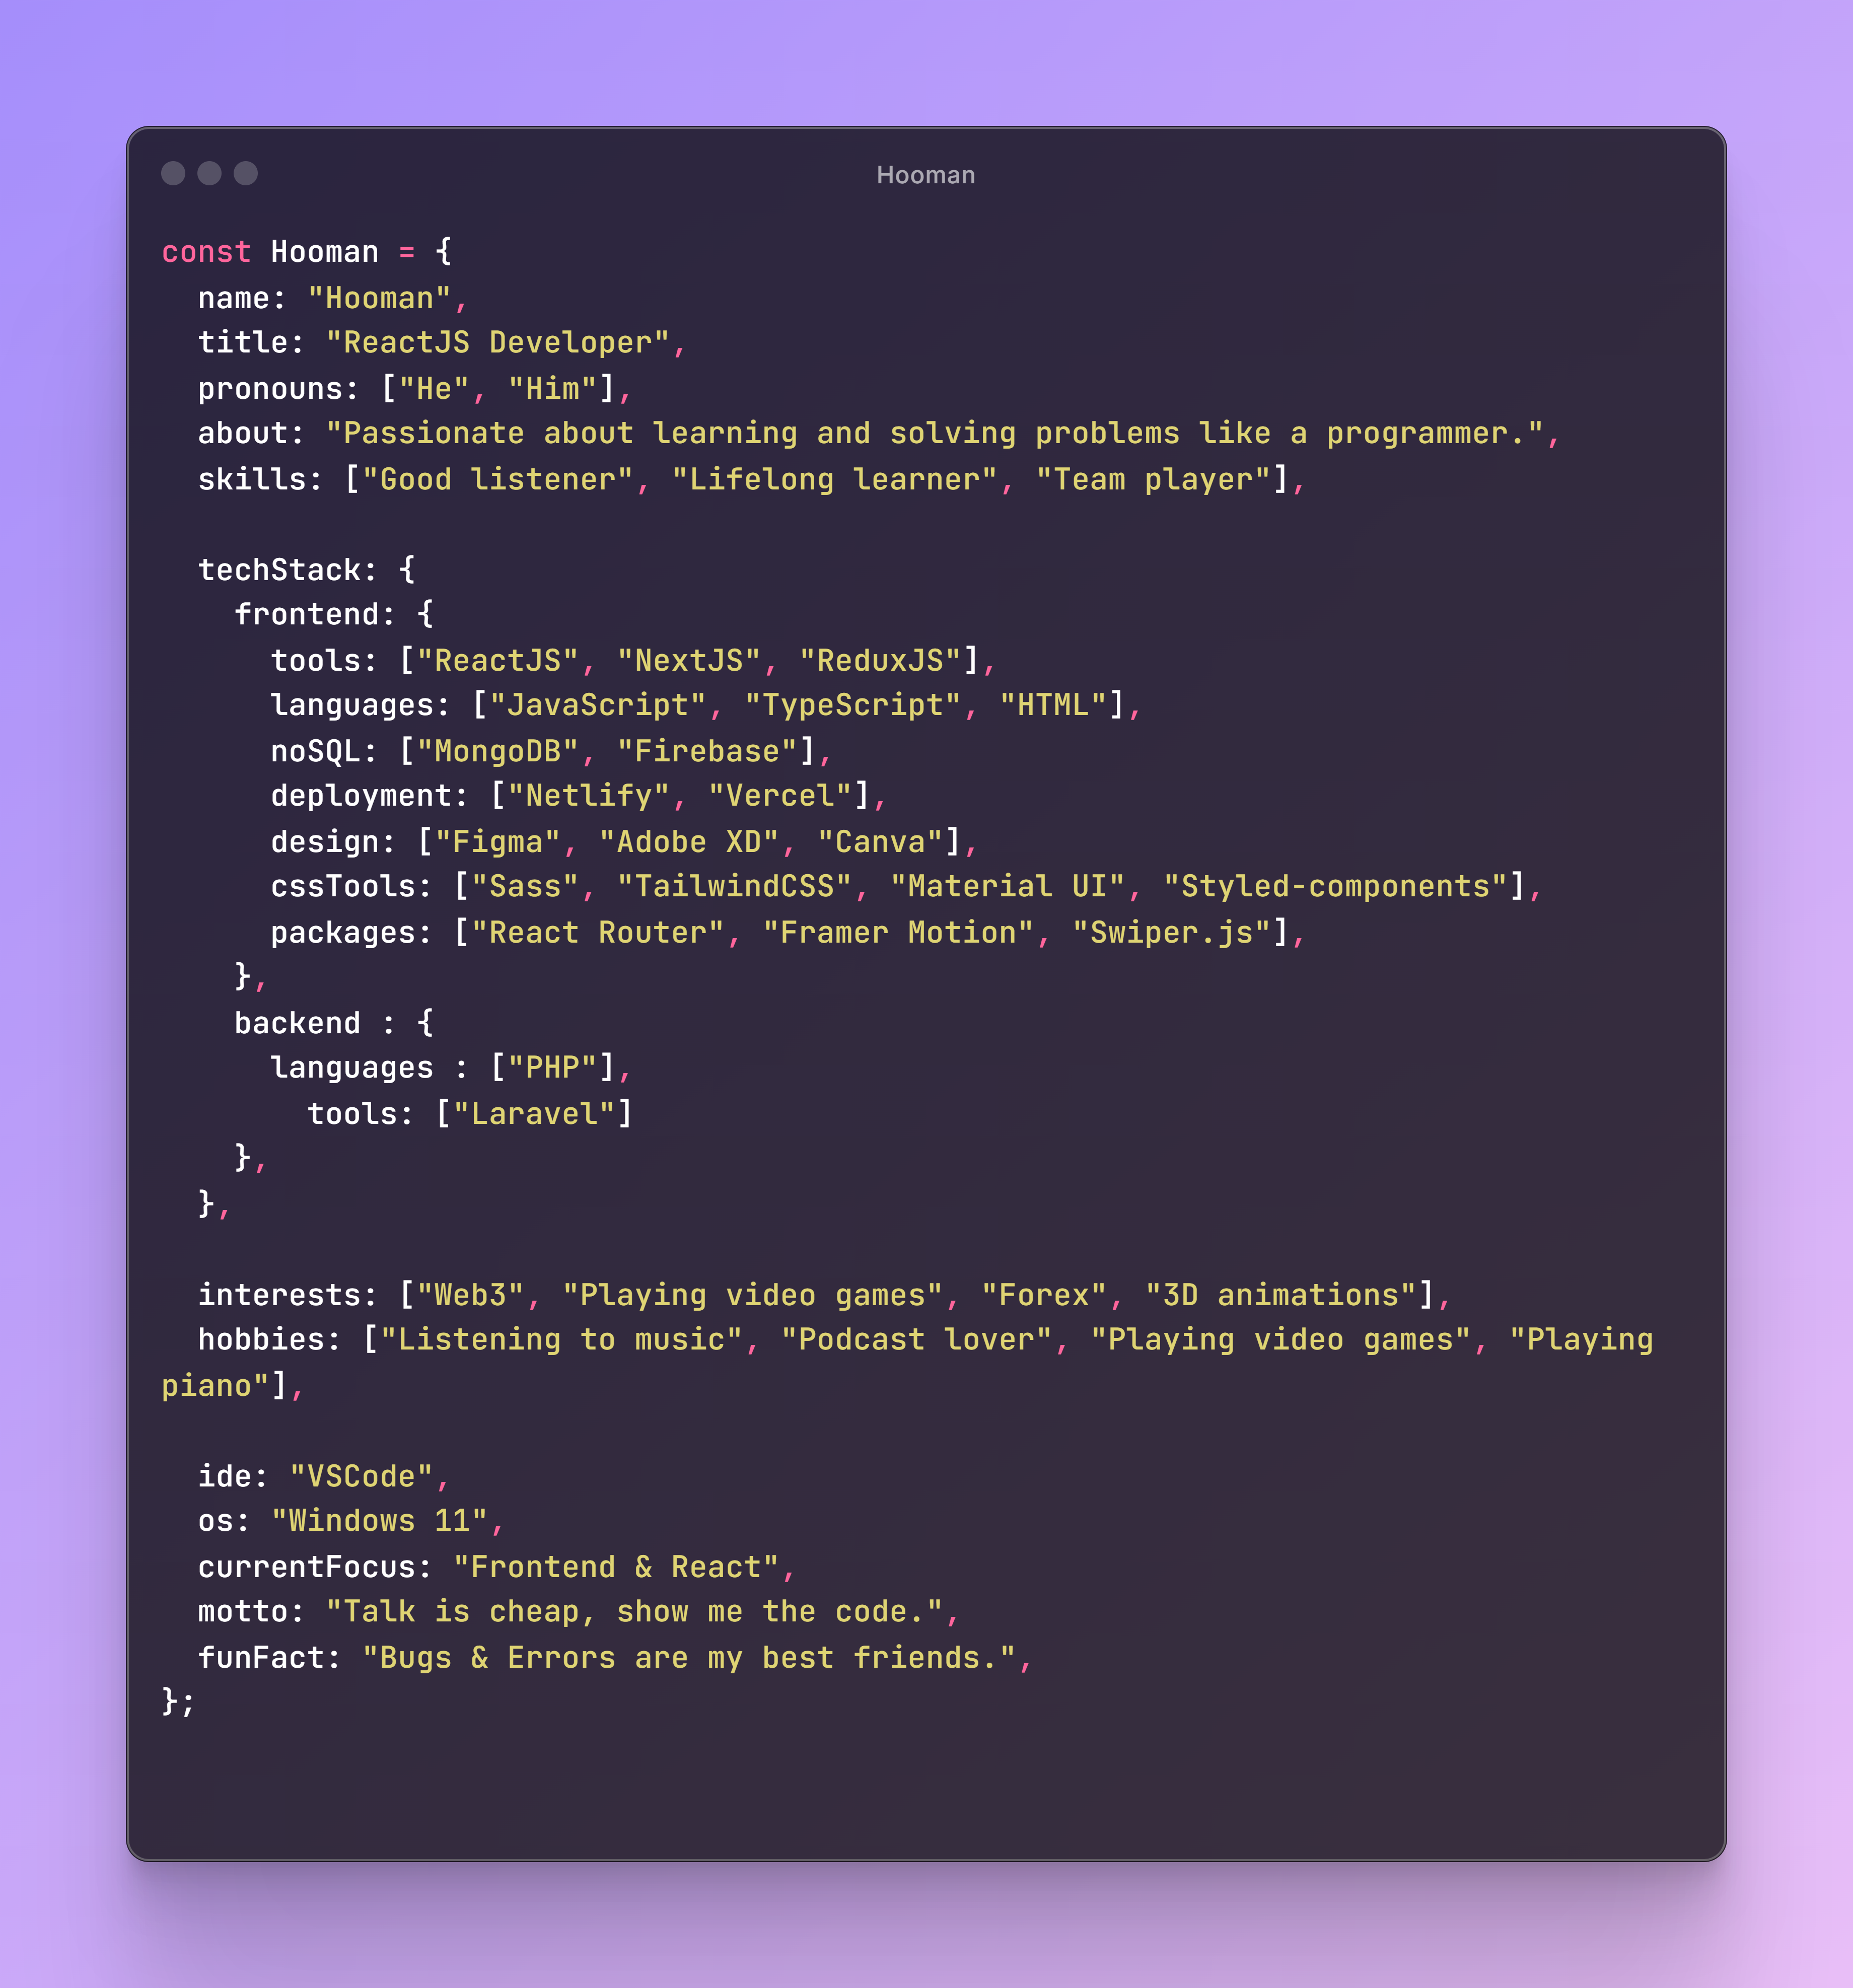 Hooman
const Hooman = {
  name: "Hooman",
  title: "ReactJS Developer",
  pronouns: ["He", "Him"],
  about: "Passionate about learning and solving problems like a programmer.",
  skills: ["Good listener", "Lifelong learner", "Team player"],

  techStack: {
    frontend: {
      tools: ["ReactJS", "NextJS", "ReduxJS"],
      languages: ["JavaScript", "TypeScript", "HTML"],
      noSQL: ["MongoDB", "Firebase"],
      deployment: ["Netlify", "Vercel"],
      design: ["Figma", "Adobe XD", "Canva"],
      cssTools: ["Sass", "TailwindCSS", "Material UI", "Styled-components"],
      packages: ["React Router", "Framer Motion", "Swiper.js"],
    },
    backend : {
      languages : ["PHP"],
        tools: ["Laravel"]
    },
  },

  interests: ["Web3", "Playing video games", "Forex", "3D animations"],
  hobbies: ["Listening to music", "Podcast lover", "Playing video games", "Playing
piano"],

  ide: "VSCode",
  os: "Windows 11",
  currentFocus: "Frontend & React",
  motto: "Talk is cheap, show me the code.",
  funFact: "Bugs & Errors are my best friends.",
};